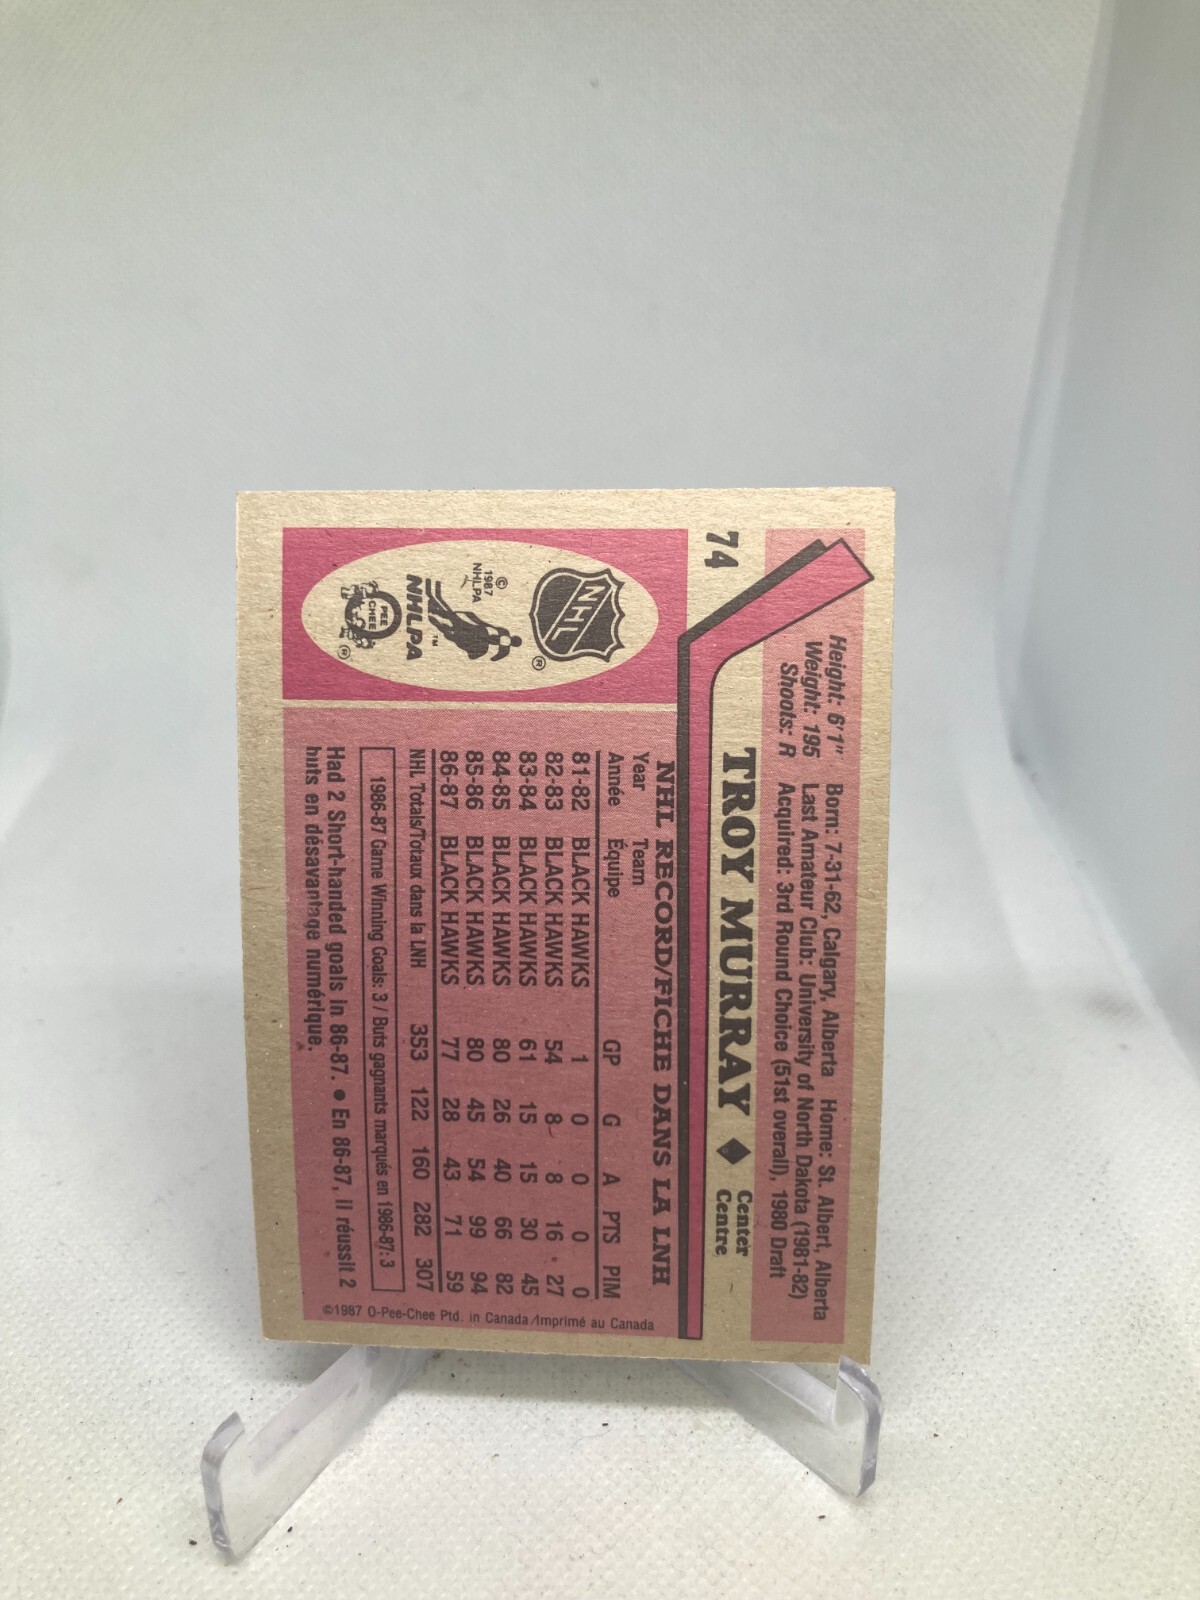 74
Height: 6'1" Born: 7-31-62, Calgary, Alberta Home: St. Albert, Alberta
Weight: 195 Last Amateur Club: University of North Dakota (1981-82)
Shoots: R Acquired: 3rd Round Choice (51st overall), 1980 Draft
TROY MURRAY ◆ Center
Centre
NHL RECORD/FICHE DANS LA LNH
Year Team
Année Équipe GP G A PTS PIM
81-82 BLACK HAWKS 1 0 0 0 0
82-83 BLACK HAWKS 54 8 8 16 27
83-84 BLACK HAWKS 61 15 15 30 45
84-85 BLACK HAWKS 80 26 40 66 82
85-86 BLACK HAWKS 80 45 54 99 94
86-87 BLACK HAWKS 77 28 43 71 59
NHL Totals/Totaux dans la LNH 353 122 160 282 307
1986-87 Game Winning Goals: 3 / Buts gagnants marqués en 1986-87: 3
Had 2 Short-handed goals in 86-87. ● En 86-87, il réussit 2
buts en désavantage numérique.
©1987 O-Pee-Chee Ptd. in Canada/Imprimé au Canada
NHL ®
©
1987
NHLPA
NHLPA ™
O PEE CHEE ®